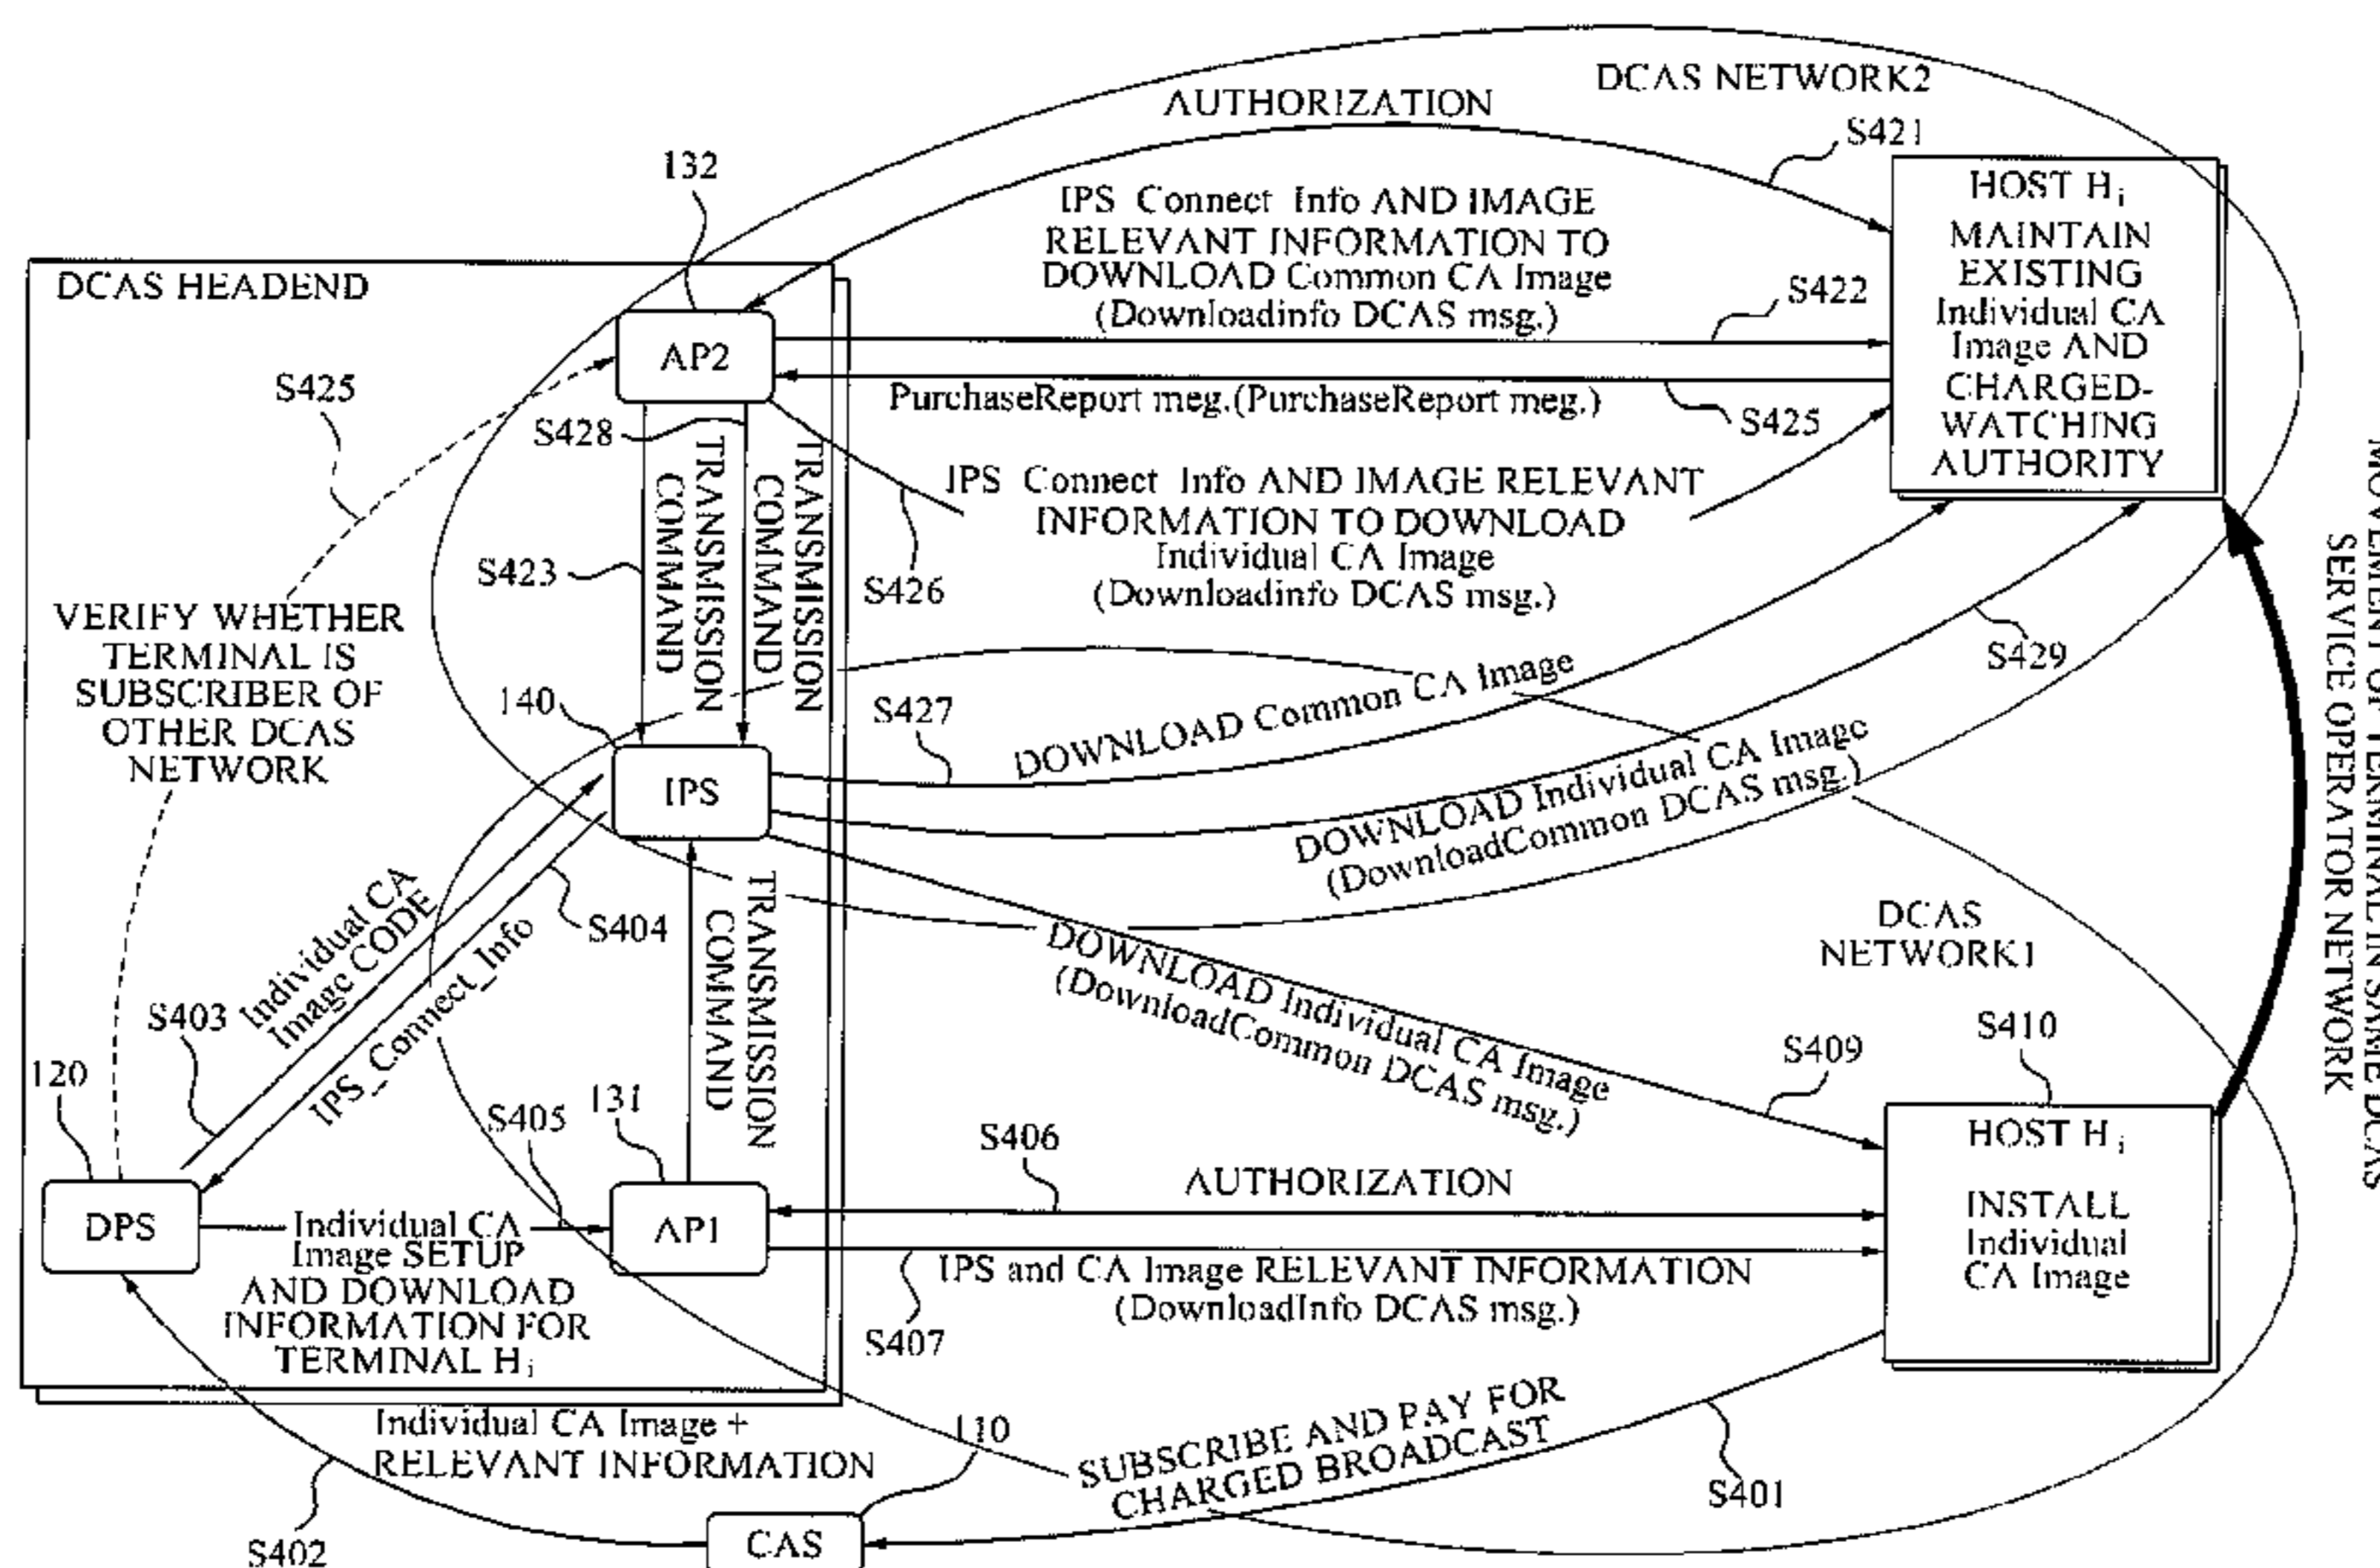 DCAS NETWORK2
AUTHORIZATION
S421
132
IPS Connect Info AND IMAGE
RELEVANT INFORMATION TO
DOWNLOAD Common CA Image
(Downloadinfo DCAS msg.)
S422
HOST Hi
MAINTAIN
EXISTING
Individual CA
Image AND
CHARGED-
WATCHING
AUTHORITY
DCAS HEADEND
AP2
S425
PurchaseReport meg.(PurchaseReport meg.)
S425
S428
TRANSMISSION
COMMAND
TRANSMISSION
COMMAND
S423
IPS Connect Info AND IMAGE RELEVANT
INFORMATION TO DOWNLOAD
Individual CA Image
(Downloadinfo DCAS msg.)
S426
VERIFY WHETHER
TERMINAL IS
SUBSCRIBER OF
OTHER DCAS
NETWORK
S429
140
IPS
S427
DOWNLOAD Common CA Image
DOWNLOAD Individual CA Image
(DownloadCommon DCAS msg.)
MOVEMENT OF TERMINAL IN SAME DCAS
SERVICE OPERATOR NETWORK
Individual CA
Image CODE
S403
S404
IPS_Connect_Info
TRANSMISSION
COMMAND
DOWNLOAD Individual CA Image
(DownloadCommon DCAS msg.)
DCAS
NETWORK1
S409
S410
120
DPS
S405
131
AP1
S406
AUTHORIZATION
HOST Hi
INSTALL
Individual
CA Image
Individual CA
Image SETUP
AND DOWNLOAD
INFORMATION FOR
TERMINAL Hi
IPS and CA Image RELEVANT INFORMATION
(DownloadInfo DCAS msg.)
S407
Individual CA Image +
RELEVANT INFORMATION
110
SUBSCRIBE AND PAY FOR
CHARGED BROADCAST
S401
S402
CAS